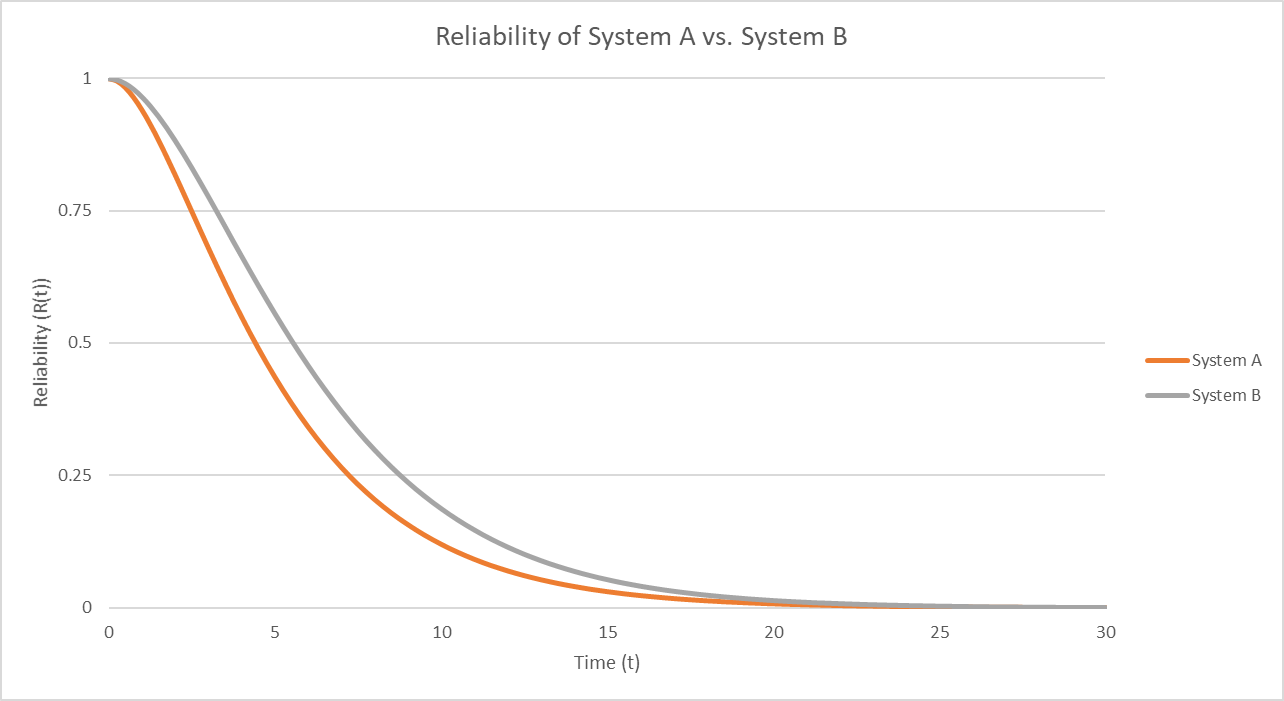 Reliability of System A vs. System B
1
0.75
0.5
0.25
0
Reliability (R(t))
0 5 10 15 20 25 30
Time (t)
System A
System B